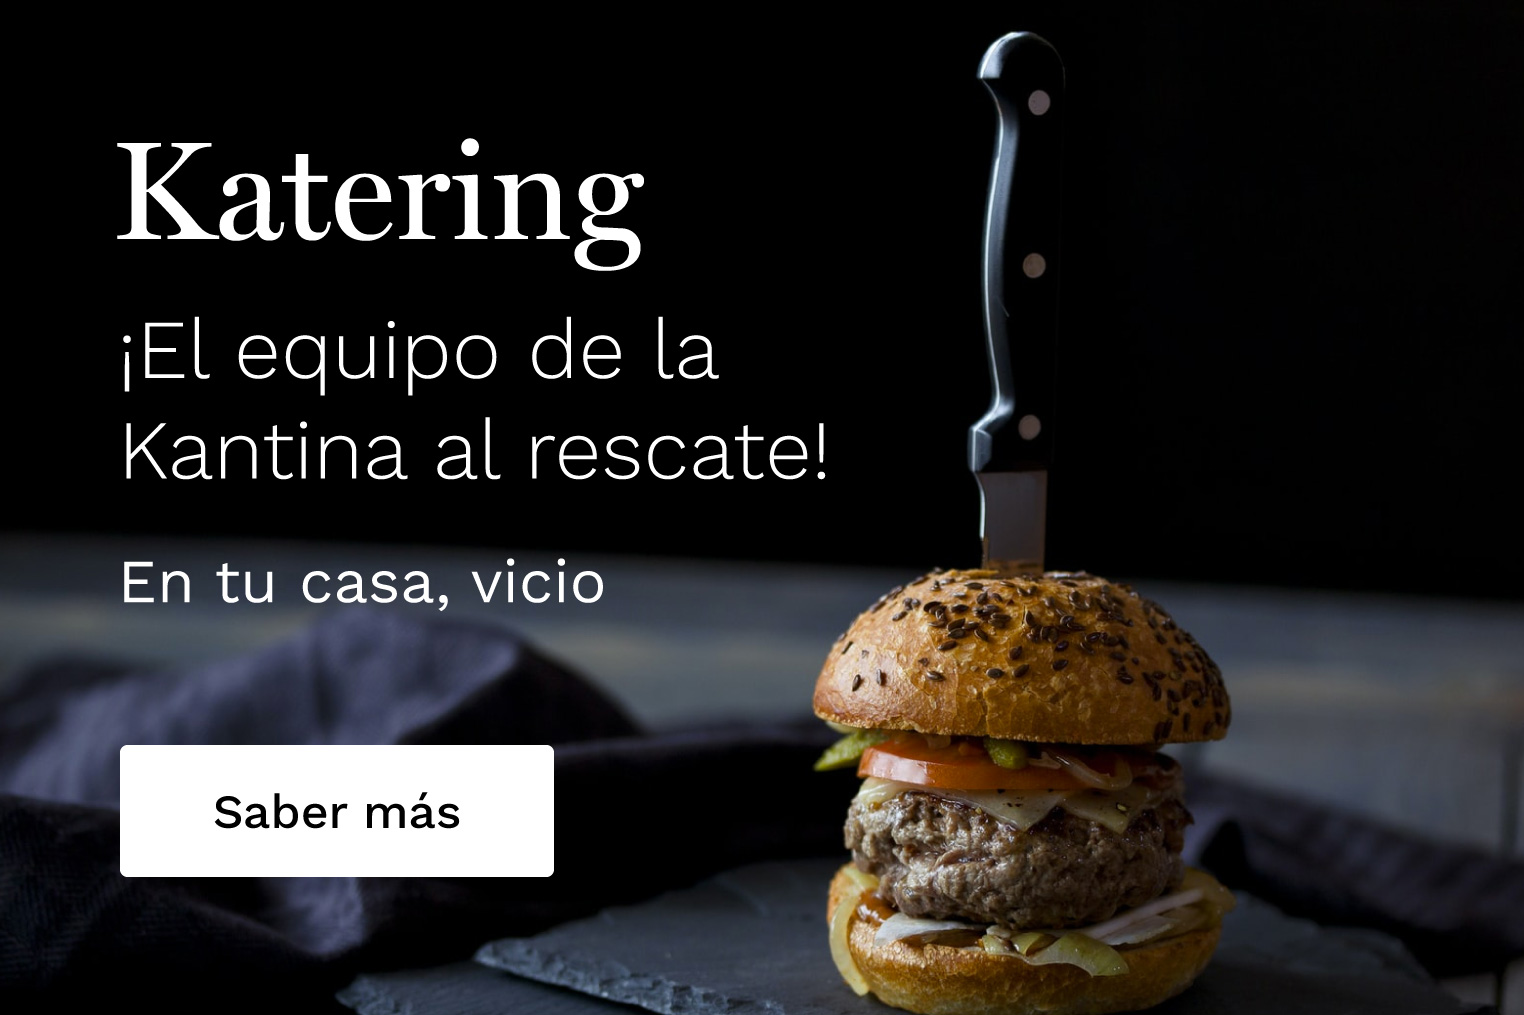 Katering
¡El equipo de la
Kantina al rescate!
En tu casa, vicio
Saber más